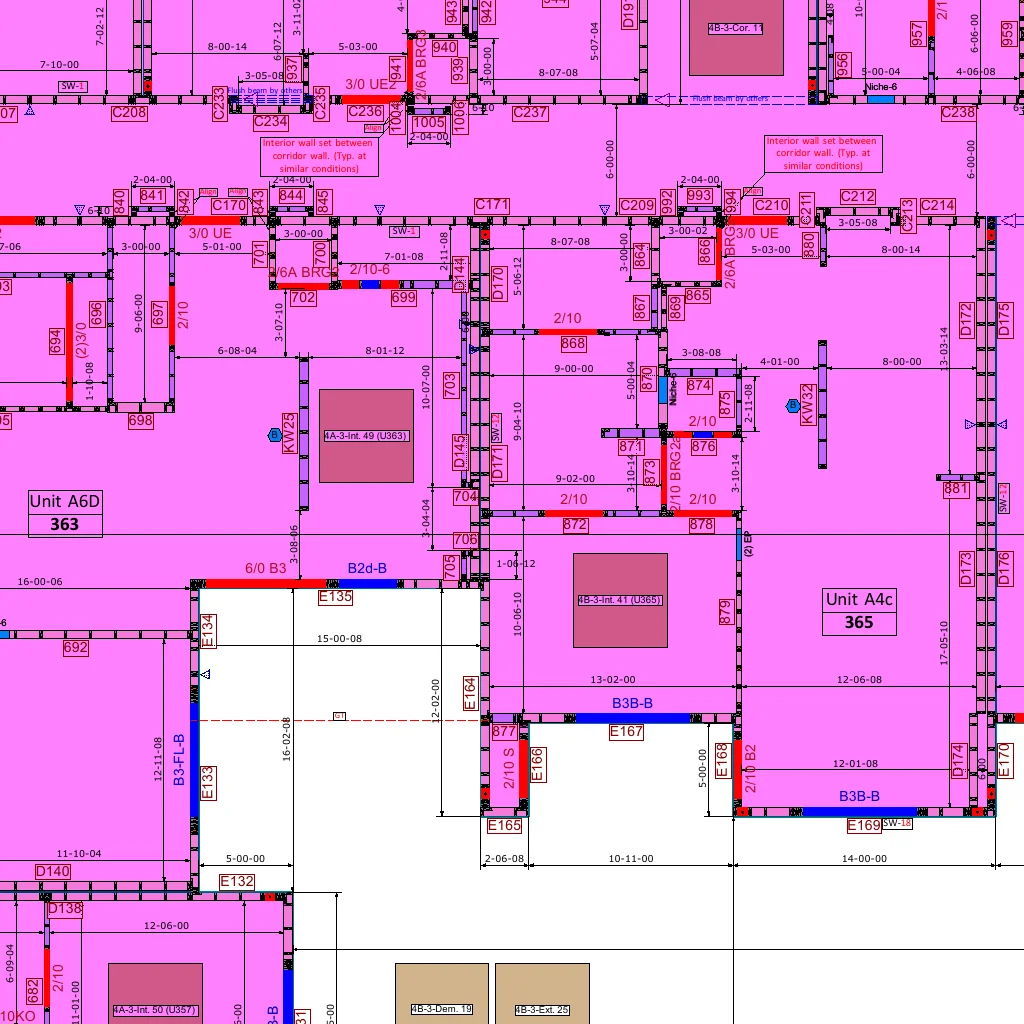 7-02-12
7-10-00
SW-1
C208
8-00-14
6-07-12
3-11-02
5-03-00
3-05-08
937
C233
Flush beam by others
C234
C235
3/0 UE2
C236
941
2/6A BRG3
940
939
943
942
3-00-00
8-07-08
5-07-04
D191
C237
1005
1006
2-04-00
Align
4B-3-Cor. 11
Flush beam by others
956
957
959
5-00-04
Niche-6
6-06-00
4-06-08
C238
Interior wall set between
corridor wall. (Typ. at
similar conditions)
Interior wall set between
corridor wall. (Typ. at
similar conditions)
6-00-00
6-00-00
2-04-00
840
841
842
Align
Align
C170
843
2-04-00
844
845
C171
C209
992
2-04-00
993
994
Align
C210
C211
C212
3-05-08
C213
C214
3/0 UE
5-01-00
3-00-00
701
3-00-00
700
SW-1
7-01-08
2-11-08
D144
2/6A BRG2
702
2/10-6
699
D170
5-06-12
8-07-08
3-00-00
864
3-00-02
866
3/0 UE
5-03-00
880
8-00-14
865
867
869
694
(2)3/0
696
9-06-00
697
2/10
1-10-08
698
3-07-10
6-08-04
8-01-12
10-07-00
703
2/10
868
9-00-00
5-00-04
870
3-08-08
874
875
2-11-08
4-01-00
8-00-00
13-03-14
D172
D175
KW25
B
4A-3-Int. 49 (U363)
D145
SW-12
D171
9-04-10
871
3-10-14
873
2/10
876
3-10-14
B
KW32
9-02-00
881
SW-12
Unit A6D
363
704
706
705
3-04-04
3-08-06
2/10
872
2/10
878
(2) EP
16-00-06
6/0 B3
B2d-B
E135
1-06-12
10-06-10
4B-3-Int. 41 (U365)
879
Unit A4c
365
D173
D176
17-05-10
692
E134
15-00-08
12-02-00
E164
13-02-00
B3B-B
12-06-08
GT
16-02-08
12-11-08
B3-FL-B
E133
877
2/10 S
E166
E165
E167
5-00-00
E168
2/10 B2
12-01-08
B3B-B
E169
SW-18
D174
E170
11-10-04
D140
5-00-00
E132
2-06-08
10-11-00
14-00-00
D138
12-06-00
6-09-04
682
2/10
11-01-00
4A-3-Int. 50 (U357)
4B-3-Dem. 19
4B-3-Ext. 25